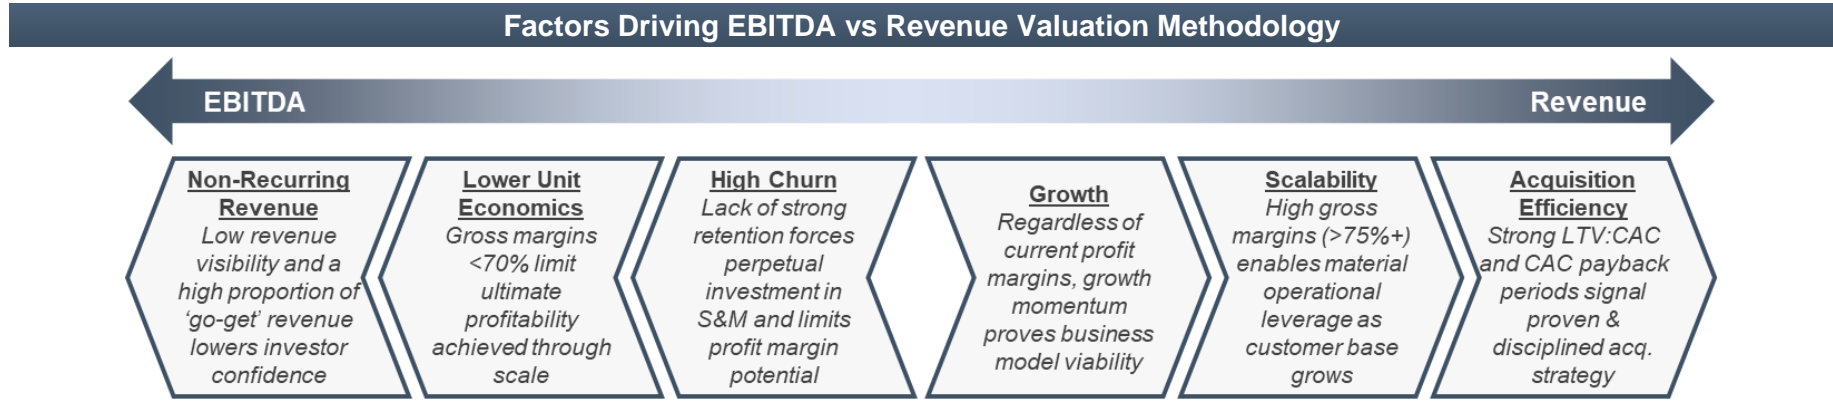 Factors Driving EBITDA vs Revenue Valuation Methodology
EBITDA
Revenue
Non-Recurring
Revenue
Low revenue
visibility and a
high proportion of
‘go-get’ revenue
lowers investor
confidence
Lower Unit
Economics
Gross margins
<70% limit
ultimate
profitability
achieved through
scale
High Churn
Lack of strong
retention forces
perpetual
investment in
S&M and limits
profit margin
potential
Growth
Regardless of
current profit
margins, growth
momentum
proves business
model viability
Scalability
High gross
margins (>75%+)
enables material
operational
leverage as
customer base
grows
Acquisition
Efficiency
Strong LTV:CAC
and CAC payback
periods signal
proven &
disciplined acq.
strategy